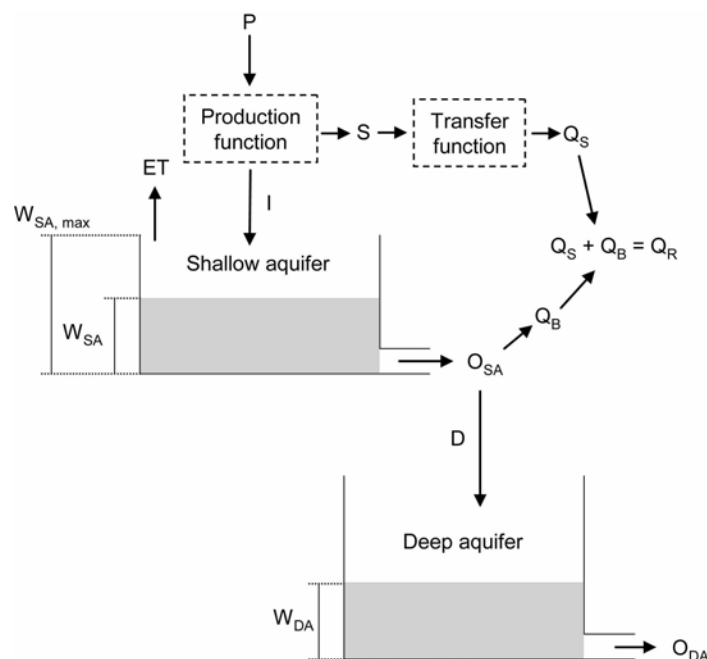 P
Production
function
S
Transfer
function
Q_S
ET
I
W_SA, max
Shallow aquifer
Q_S + Q_B = Q_R
W_SA
Q_B
O_SA
D
Deep aquifer
W_DA
O_DA